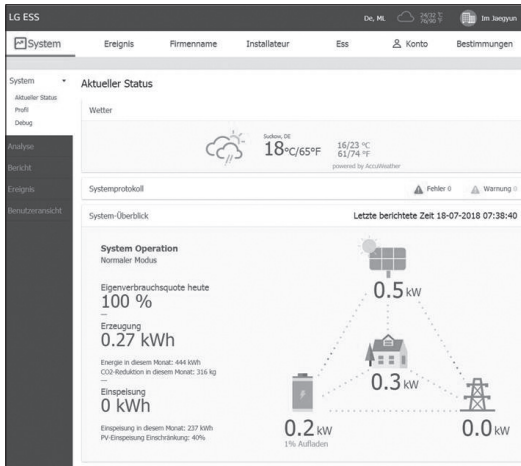 LG ESS
De, ML 24/32 °C
76/90 °F
Im Jaegyun
System Ereignis Firmenname Installateur Ess Konto Bestimmungen
System
Aktueller Status
Profil
Debug
Analyse
Bericht
Ereignis
Benutzeransicht
Aktueller Status
Wetter
Suckow, DE
18°C/65°F
16/23 °C
61/74 °F
powered by AccuWeather
Systemprotokoll
Fehler 0 Warnung 0
System-Überblick
Letzte berichtete Zeit 18-07-2018 07:38:40
System Operation
Normaler Modus
Eigenverbrauchsquote heute
100 %
Erzeugung
0.27 kWh
Energie in diesem Monat: 444 kWh
CO2-Reduktion in diesem Monat: 316 kg
Einspeisung
0 kWh
Einspeisung in diesem Monat: 237 kWh
PV-Einspeisung Einschränkung: 40%
0.5 kW
0.3 kW
0.2 kW
1% Aufladen
0.0 kW